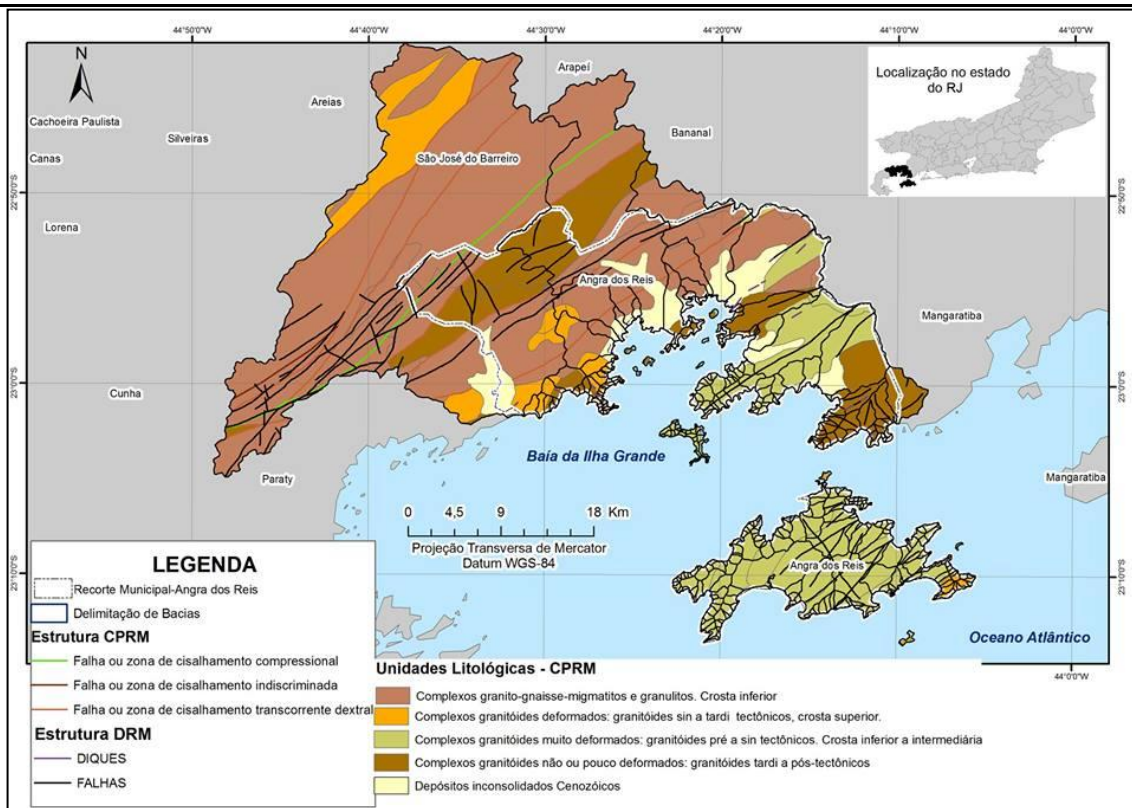 44°50'0"W
44°40'0"W
44°30'0"W
44°20'0"W
44°10'0"W
44°0'0"W
N
Localização no estado
do RJ
Arapeí
Areias
Cachoeira Paulista
Silveiras
Bananal
Canas
São José do Barreiro
22°50'0"S
22°50'0"S
Lorena
Angra dos Reis
Mangaratiba
23°0'0"S
23°0'0"S
Cunha
Baía da Ilha Grande
Paraty
Mangaratiba
0 4,5 9 18 Km
Projeção Transversa de Mercator
Datum WGS-84
Angra dos Reis
23°10'0"S
23°10'0"S
Oceano Atlântico
44°0'0"W
LEGENDA
Recorte Municipal-Angra dos Reis
Delimitação de Bacias
Estrutura CPRM
Falha ou zona de cisalhamento compressional
Falha ou zona de cisalhamento indiscriminada
Falha ou zona de cisalhamento transcorrente dextral
Estrutura DRM
DIQUES
FALHAS
Unidades Litológicas - CPRM
Complexos granito-gnaisse-migmatitos e granulitos. Crosta inferior
Complexos granitóides deformados: granitóides sin a tardi tectônicos, crosta superior.
Complexos granitóides muito deformados: granitóides pré a sin tectônicos. Crosta inferior a intermediária
Complexos granitóides não ou pouco deformados: granitóides tardi a pós-tectônicos
Depósitos inconsolidados Cenozóicos